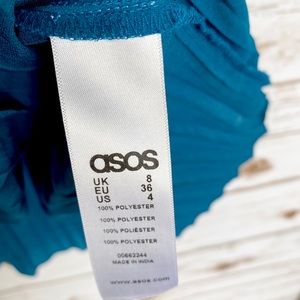 asos
UK 8
EU 36
US 4
100% POLYESTER
100% POLYESTER
100% POLIÉSTER
100% POLYESTER
00662244
MADE IN INDIA
www.asos.com